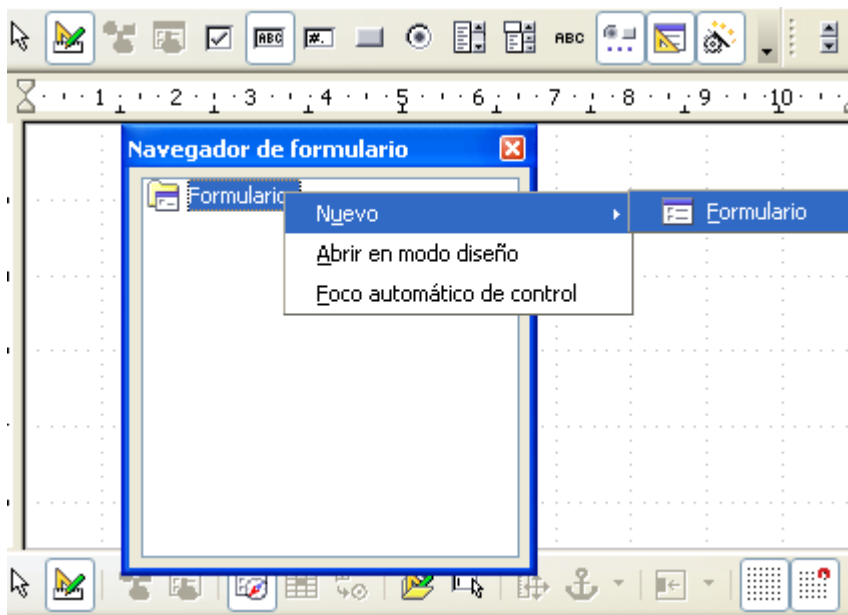 ABC
#.
ABC
1 2 3 4 5 6 7 8 9 10
Navegador de formulario
Formulario
Nuevo
Formulario
Abrir en modo diseño
Foco automático de control